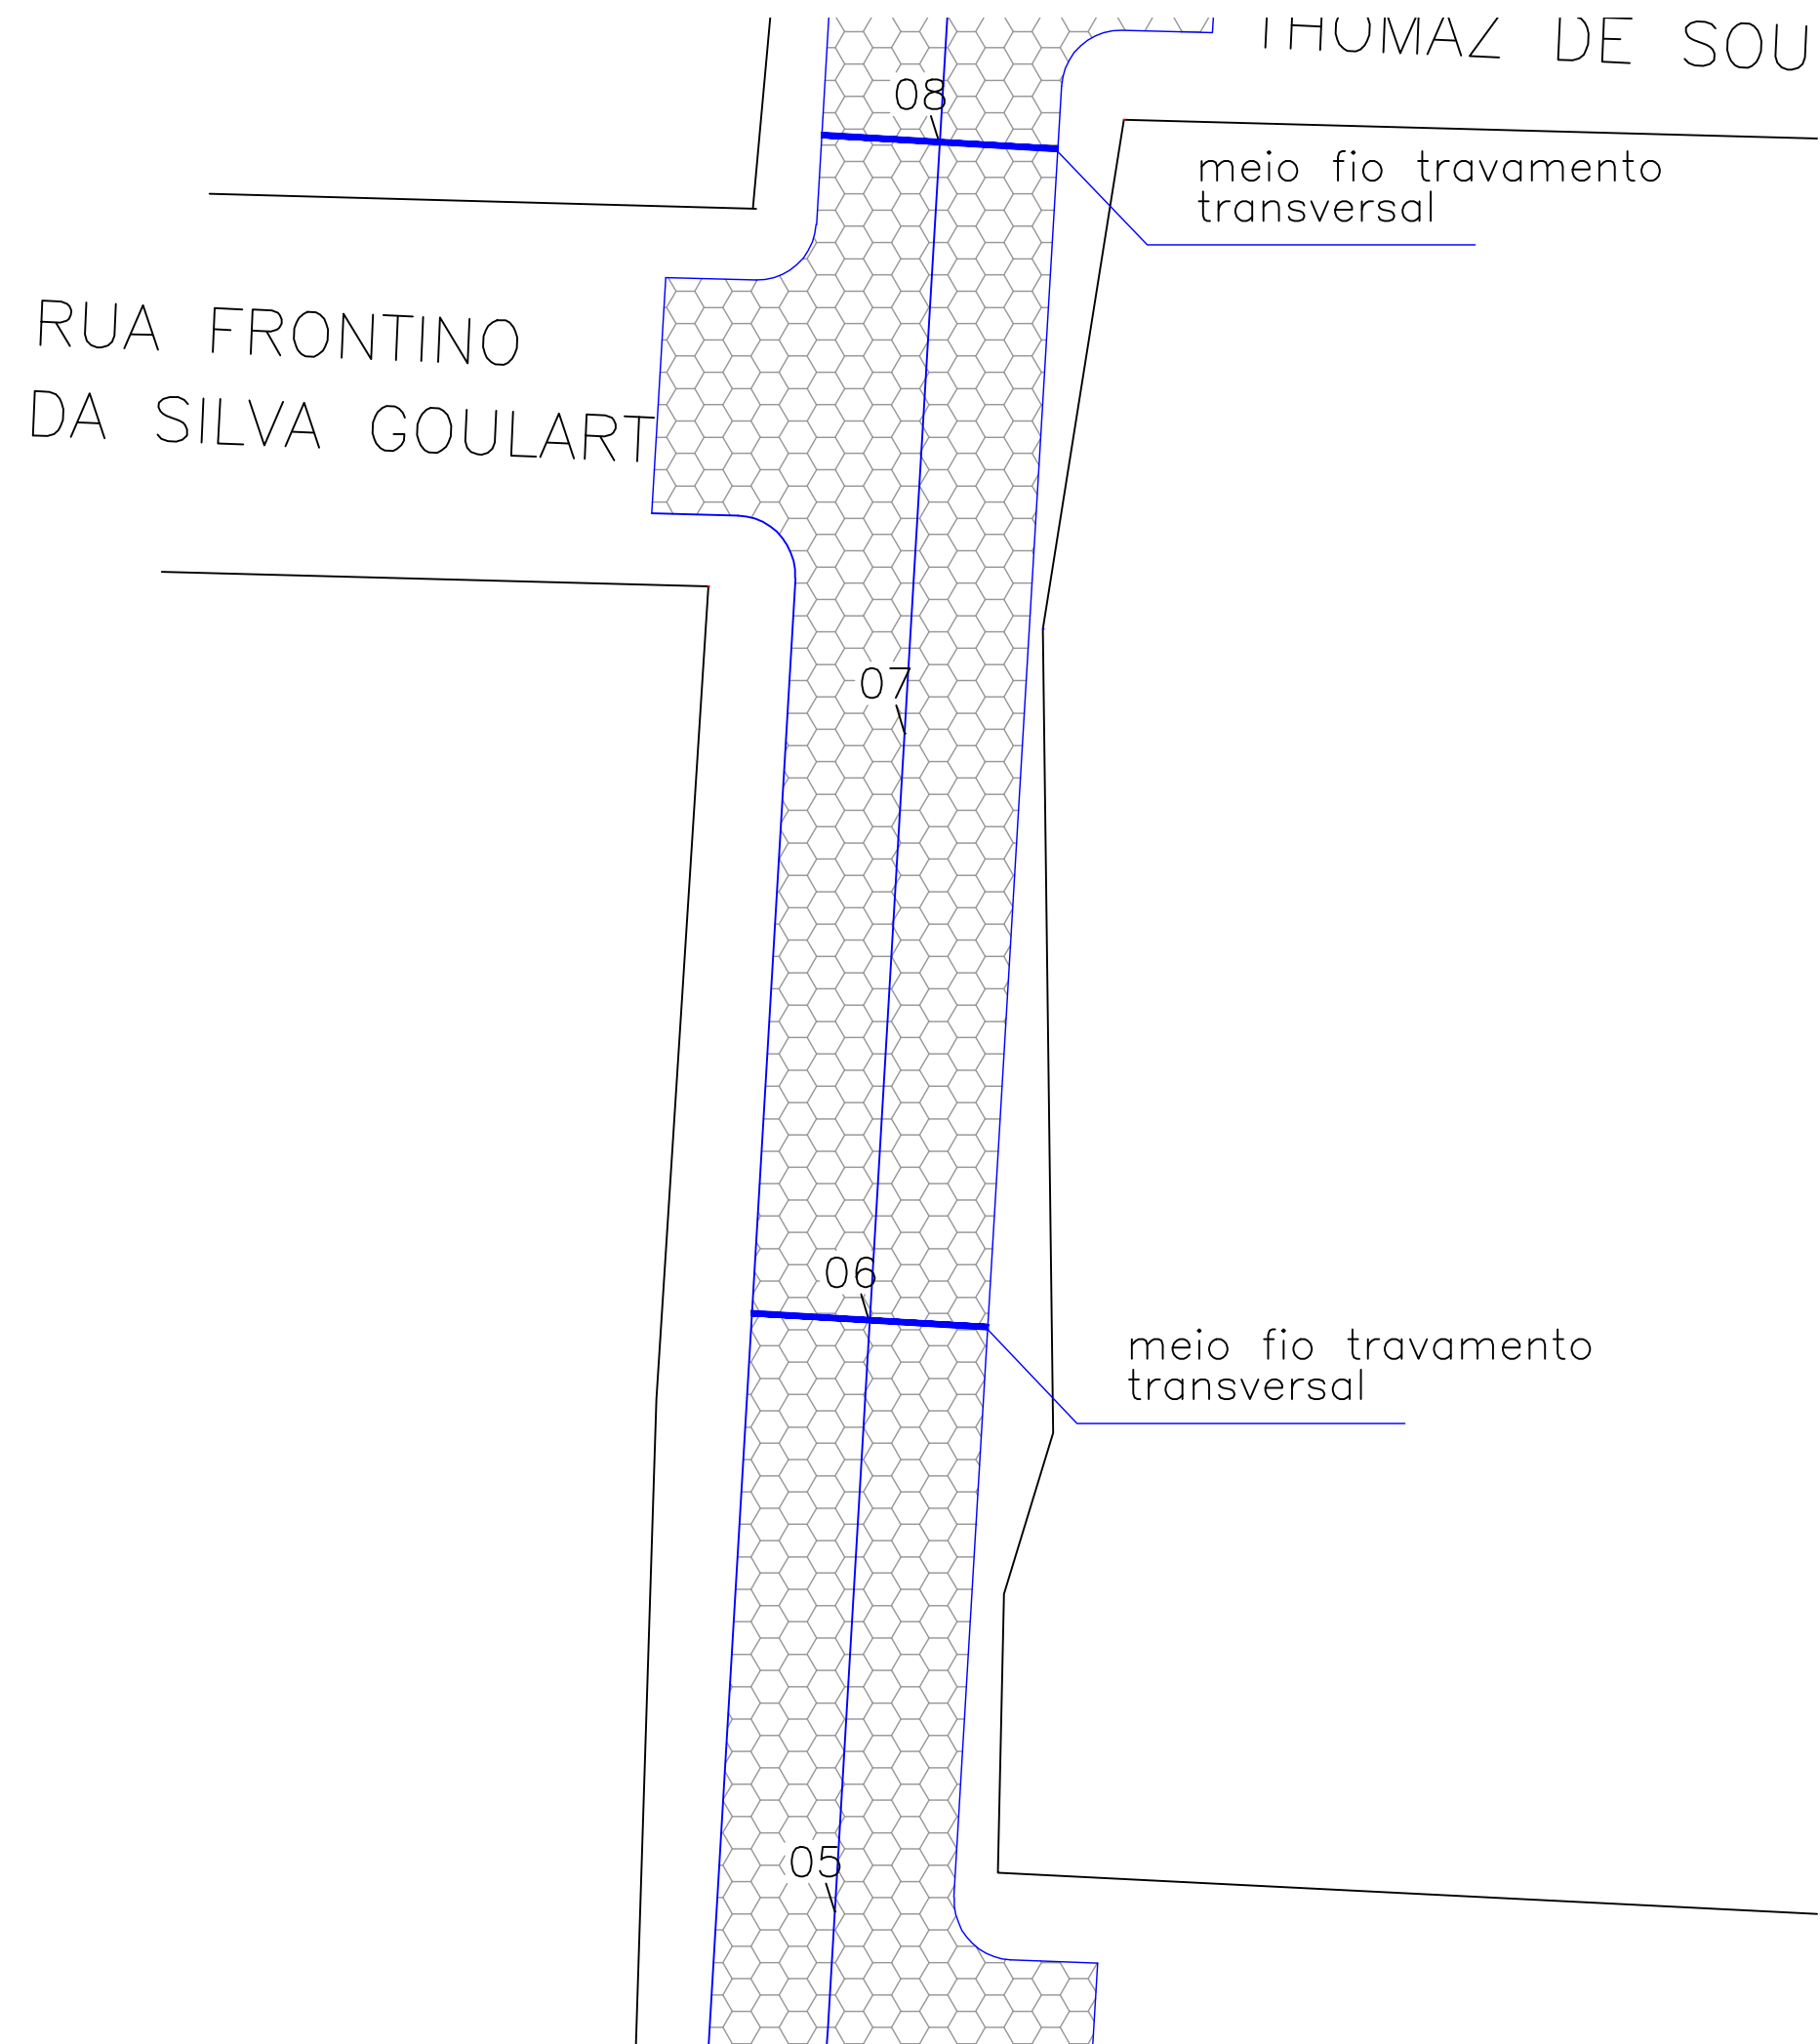 THOMAZ DE SOU
08
meio fio travamento
transversal
RUA FRONTINO
DA SILVA GOULART
07
06
meio fio travamento
transversal
05